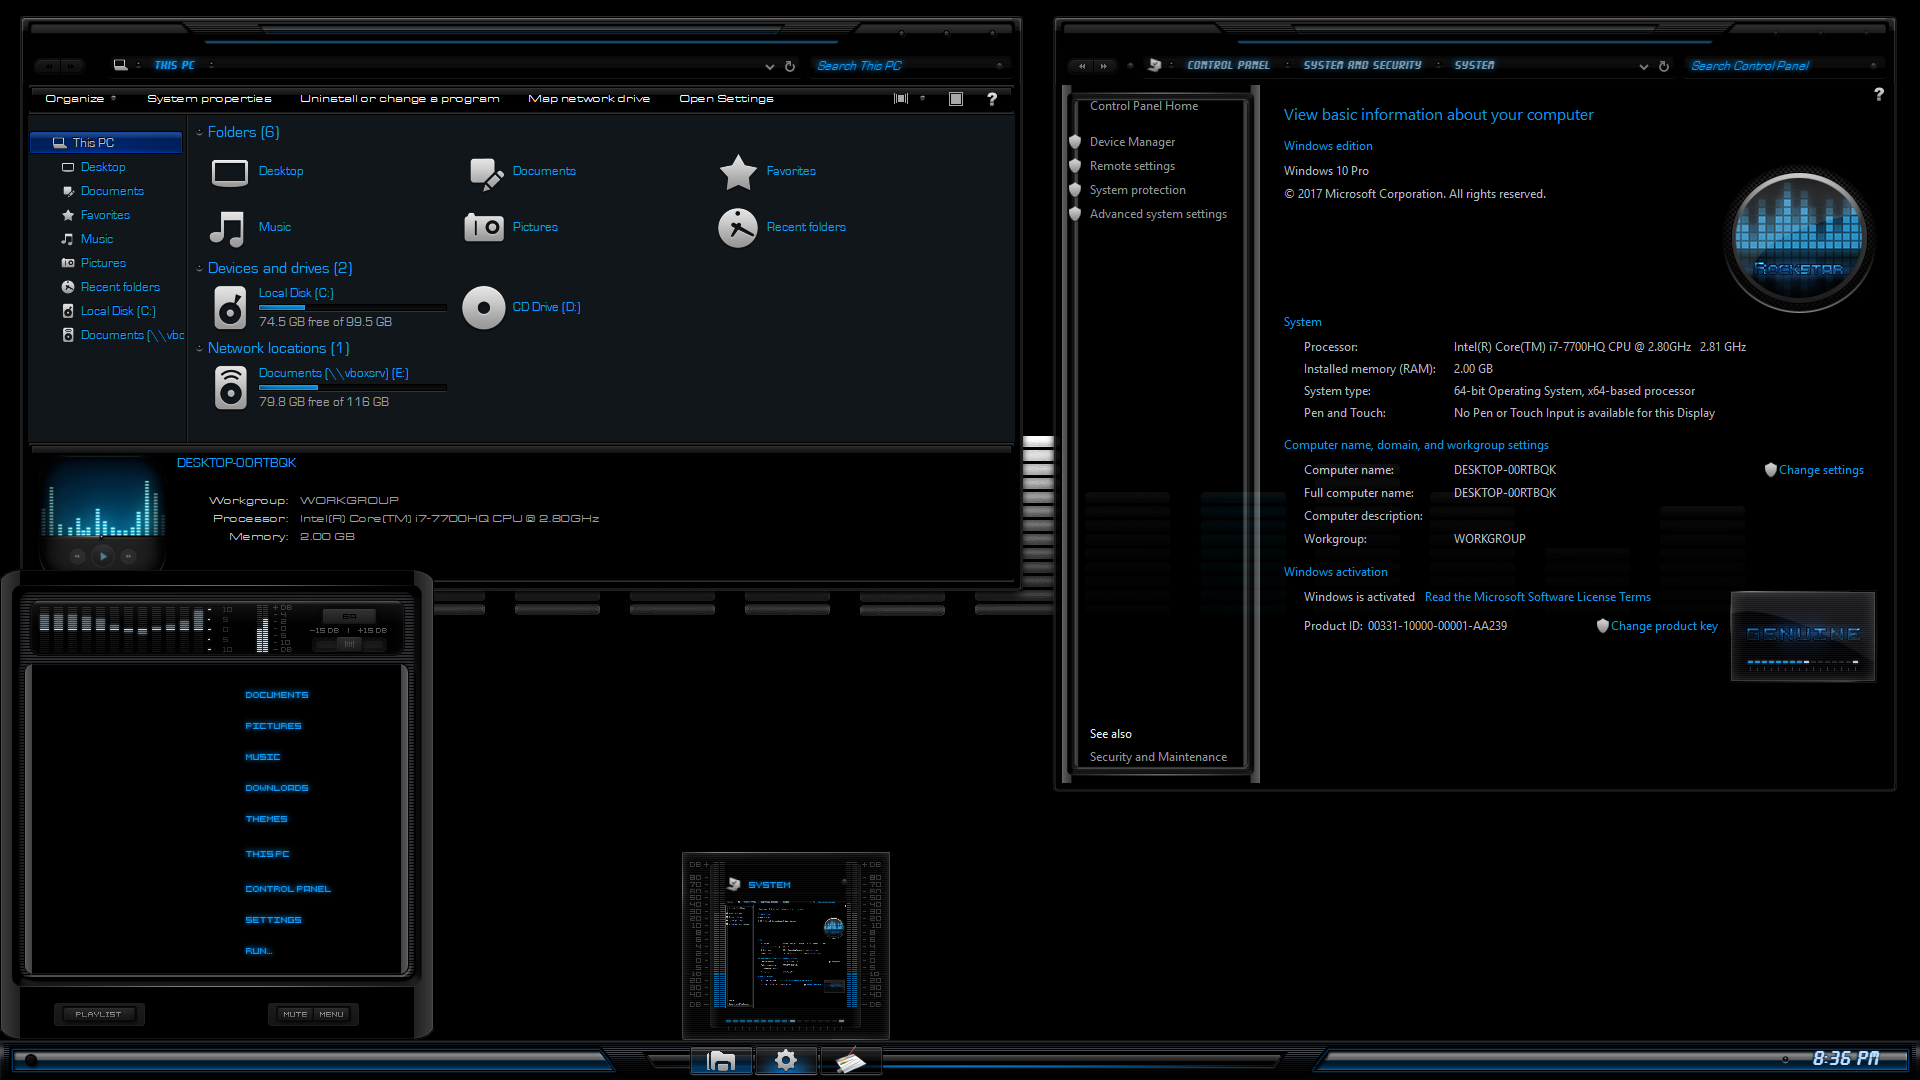 THIS PC
Search This PC
Organize
System properties
Uninstall or change a program
Map network drive
Open Settings
?
This PC
Desktop
Documents
Favorites
Music
Pictures
Recent folders
Local Disk (C:)
Documents (\\vbo
Folders (6)
Desktop
Documents
Favorites
Music
Pictures
Recent folders
Devices and drives (2)
Local Disk (C:)
74.5 GB free of 99.5 GB
CD Drive (D:)
Network locations (1)
Documents (\\vboxsrv) (E:)
79.8 GB free of 116 GB
DESKTOP-00RTBQK
Workgroup: WORKGROUP
Processor: Intel(R) Core(TM) i7-7700HQ CPU @ 2.80GHz
Memory: 2.00 GB
CONTROL PANEL
SYSTEM AND SECURITY
SYSTEM
Search Control Panel
?
Control Panel Home
Device Manager
Remote settings
System protection
Advanced system settings
See also
Security and Maintenance
View basic information about your computer
Windows edition
Windows 10 Pro
© 2017 Microsoft Corporation. All rights reserved.
ROCKSTAR
System
Processor: Intel(R) Core(TM) i7-7700HQ CPU @ 2.80GHz 2.81 GHz
Installed memory (RAM): 2.00 GB
System type: 64-bit Operating System, x64-based processor
Pen and Touch: No Pen or Touch Input is available for this Display
Computer name, domain, and workgroup settings
Computer name: DESKTOP-00RTBQK
Change settings
Full computer name: DESKTOP-00RTBQK
Computer description:
Workgroup: WORKGROUP
Windows activation
Windows is activated Read the Microsoft Software License Terms
Product ID: 00331-10000-00001-AA239
Change product key
GENUINE
EQ
-15 DB | +15 DB
DOCUMENTS
PICTURES
MUSIC
DOWNLOADS
THEMES
THIS PC
CONTROL PANEL
SETTINGS
RUN...
PLAYLIST
MUTE
MENU
SYSTEM
8:36 PM